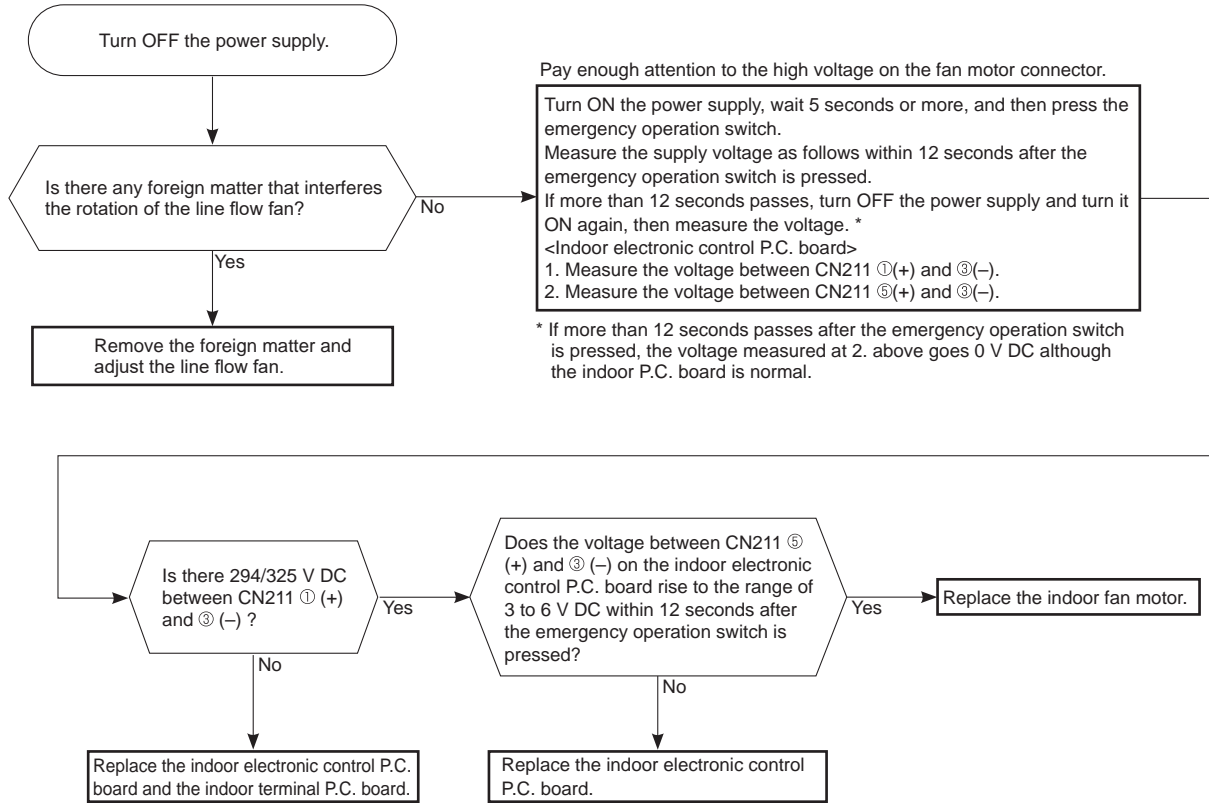 Turn OFF the power supply.
Is there any foreign matter that interferes
the rotation of the line flow fan?
No
Yes
Remove the foreign matter and
adjust the line flow fan.
Pay enough attention to the high voltage on the fan motor connector.
Turn ON the power supply, wait 5 seconds or more, and then press the
emergency operation switch.
Measure the supply voltage as follows within 12 seconds after the
emergency operation switch is pressed.
If more than 12 seconds passes, turn OFF the power supply and turn it
ON again, then measure the voltage. *
<Indoor electronic control P.C. board>
1. Measure the voltage between CN211 ①(+) and ③(–).
2. Measure the voltage between CN211 ⑤(+) and ③(–).
* If more than 12 seconds passes after the emergency operation switch
is pressed, the voltage measured at 2. above goes 0 V DC although
the indoor P.C. board is normal.
Is there 294/325 V DC
between CN211 ① (+)
and ③ (–) ?
Yes
No
Replace the indoor electronic control P.C.
board and the indoor terminal P.C. board.
Does the voltage between CN211 ⑤
(+) and ③ (–) on the indoor electronic
control P.C. board rise to the range of
3 to 6 V DC within 12 seconds after
the emergency operation switch is
pressed?
Yes
No
Replace the indoor electronic control
P.C. board.
Replace the indoor fan motor.